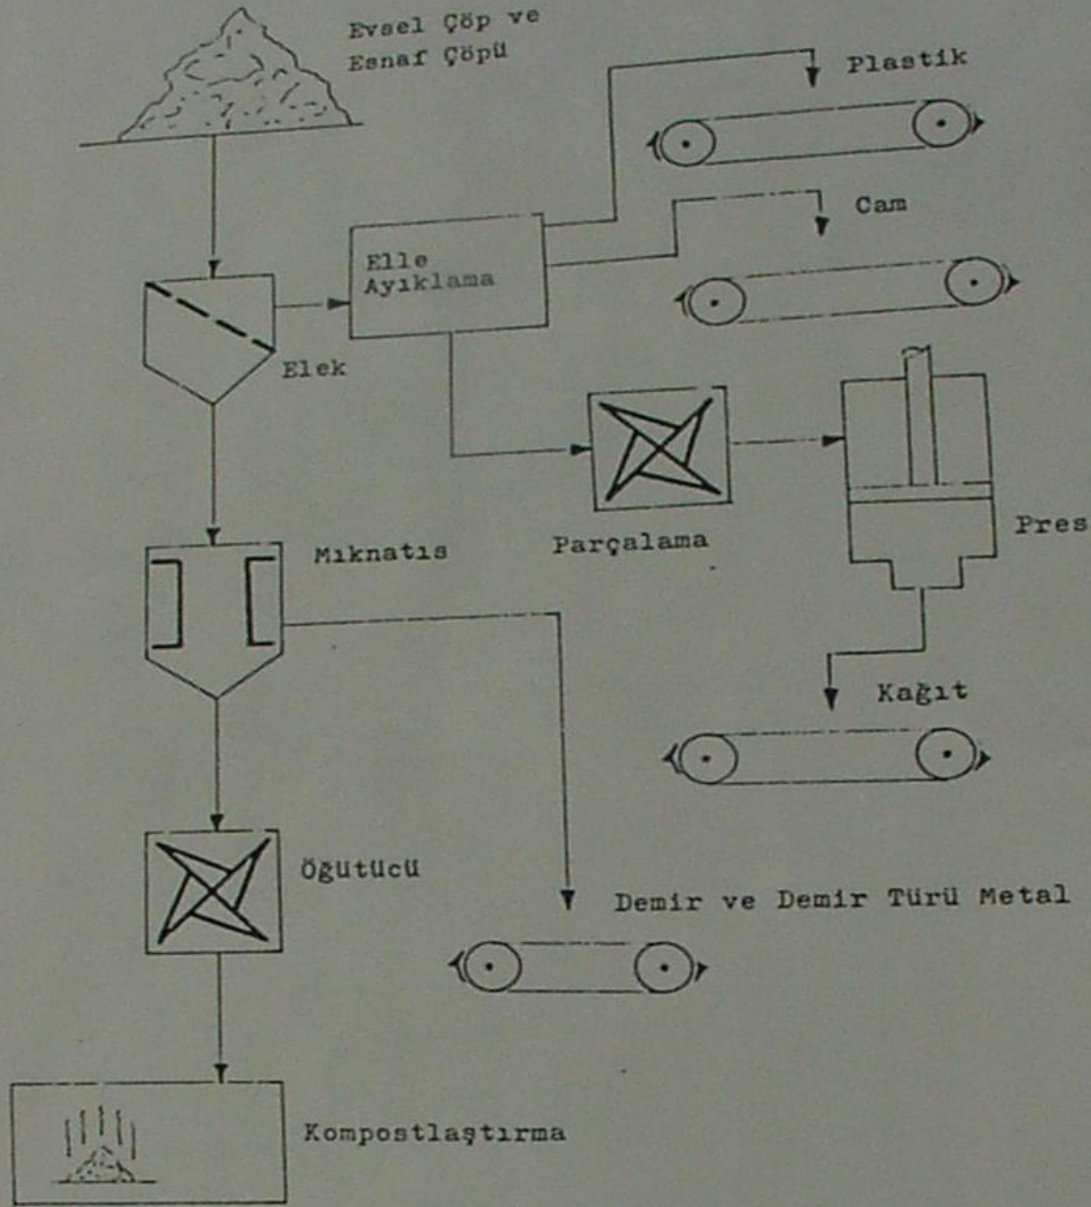 Evsel Çöp ve
Esnaf Çöpü
Plastik
Cam
Elle
Ayıklama
Elek
Parçalama
Pres
Mıknatıs
Kağıt
Öğütücü
Demir ve Demir Türü Metal
Kompostlaştırma